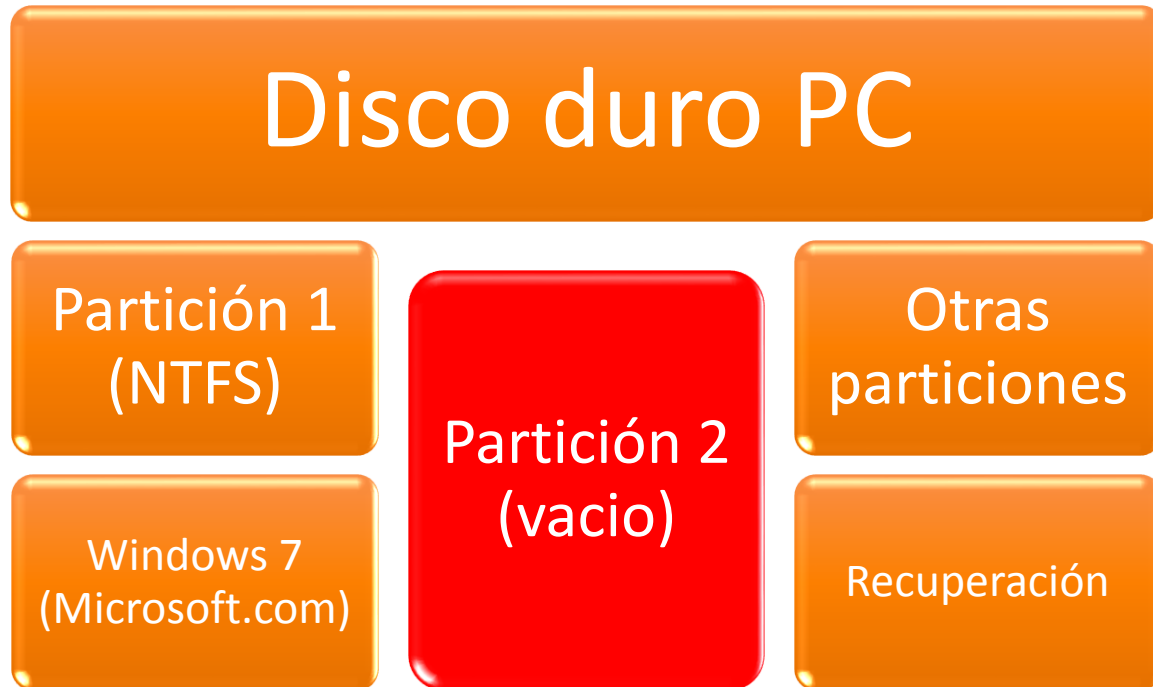 Disco duro PC
Partición 1
(NTFS)
Windows 7
(Microsoft.com)
Partición 2
(vacio)
Otras
particiones
Recuperación